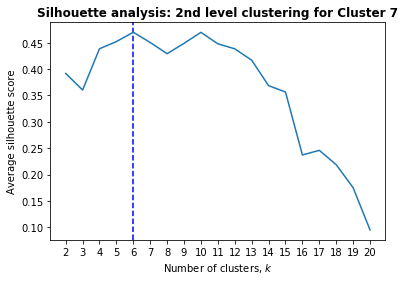 Silhouette analysis: 2nd level clustering for Cluster 7
Average silhouette score
0.45
0.40
0.35
0.30
0.25
0.20
0.15
0.10
2 3 4 5 6 7 8 9 10 11 12 13 14 15 16 17 18 19 20
Number of clusters, k